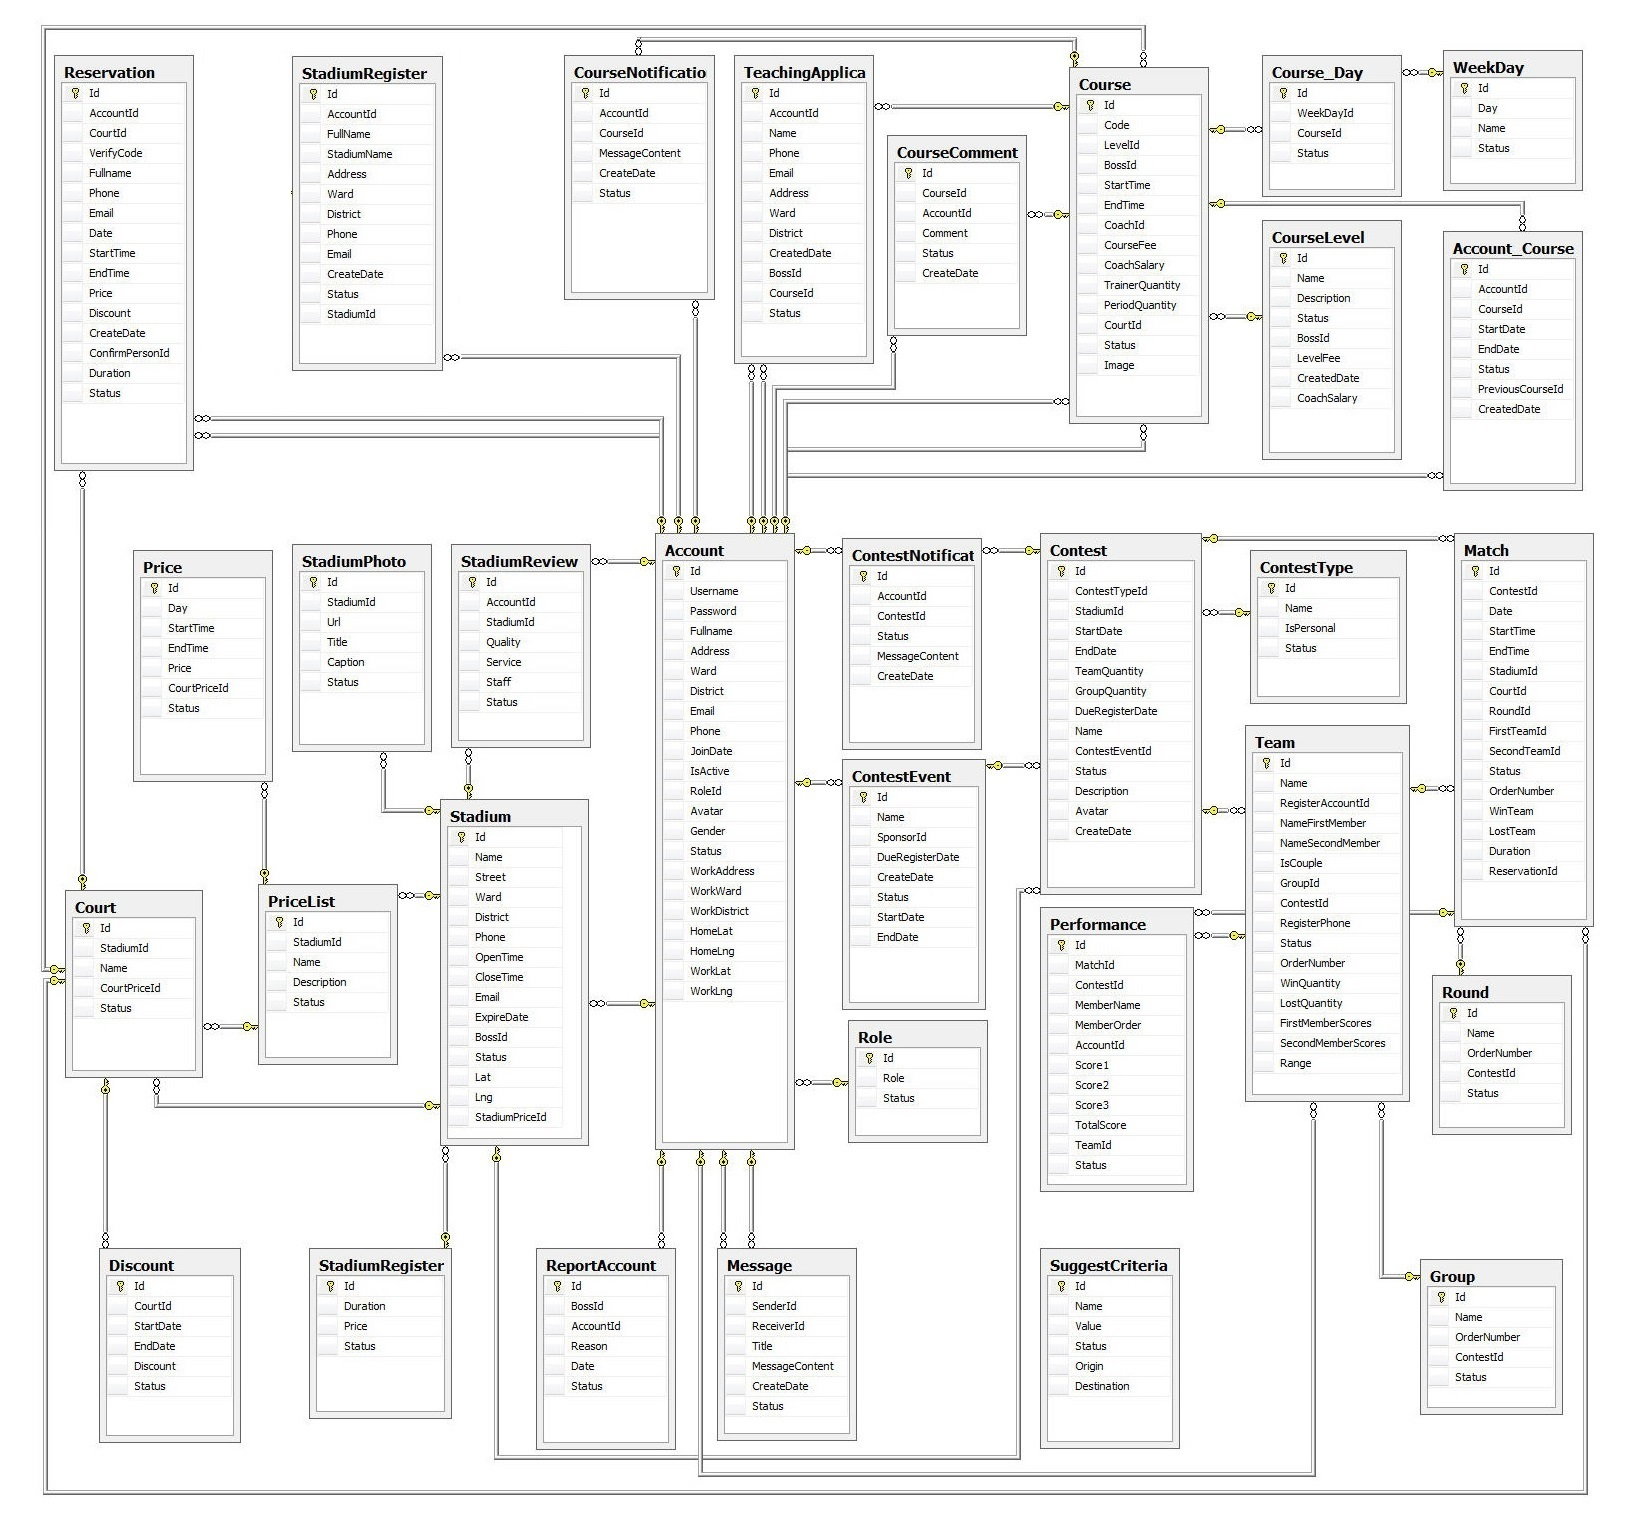 Reservation
Id
AccountId
CourtId
VerifyCode
Fullname
Phone
Email
Date
StartTime
EndTime
Price
Discount
CreateDate
ConfirmPersonId
Duration
Status
StadiumRegister
Id
AccountId
FullName
StadiumName
Address
Ward
District
Phone
Email
CreateDate
Status
StadiumId
CourseNotificatio
Id
AccountId
CourseId
MessageContent
CreateDate
Status
TeachingApplica
Id
AccountId
Name
Phone
Email
Address
Ward
District
CreatedDate
BossId
CourseId
Status
CourseComment
Id
CourseId
AccountId
Comment
Status
CreateDate
Course
Id
Code
LevelId
BossId
StartTime
EndTime
CoachId
CourseFee
CoachSalary
TrainerQuantity
PeriodQuantity
CourtId
Status
Image
Course_Day
Id
WeekDayId
CourseId
Status
WeekDay
Id
Day
Name
Status
CourseLevel
Id
Name
Description
Status
BossId
LevelFee
CreatedDate
CoachSalary
Account_Course
Id
AccountId
CourseId
StartDate
EndDate
Status
PreviousCourseId
CreatedDate
Price
Id
Day
StartTime
EndTime
Price
CourtPriceId
Status
StadiumPhoto
Id
StadiumId
Url
Title
Caption
Status
StadiumReview
Id
AccountId
StadiumId
Quality
Service
Staff
Status
Account
Id
Username
Password
Fullname
Address
Ward
District
Email
Phone
JoinDate
IsActive
RoleId
Avatar
Gender
Status
WorkAddress
WorkWard
WorkDistrict
HomeLat
HomeLng
WorkLat
WorkLng
ContestNotificat
Id
AccountId
ContestId
Status
MessageContent
CreateDate
Contest
Id
ContestTypeId
StadiumId
StartDate
EndDate
TeamQuantity
GroupQuantity
DueRegisterDate
Name
ContestEventId
Status
Description
Avatar
CreateDate
ContestType
Id
Name
IsPersonal
Status
Match
Id
ContestId
Date
StartTime
EndTime
StadiumId
CourtId
RoundId
FirstTeamId
SecondTeamId
Status
OrderNumber
WinTeam
LostTeam
Duration
ReservationId
Team
Id
Name
RegisterAccountId
NameFirstMember
NameSecondMember
IsCouple
GroupId
ContestId
RegisterPhone
Status
OrderNumber
WinQuantity
LostQuantity
FirstMemberScores
SecondMemberScores
Range
ContestEvent
Id
Name
SponsorId
DueRegisterDate
CreateDate
Status
StartDate
EndDate
Stadium
Id
Name
Street
Ward
District
Phone
OpenTime
CloseTime
Email
ExpireDate
BossId
Status
Lat
Lng
StadiumPriceId
Court
Id
StadiumId
Name
CourtPriceId
Status
PriceList
Id
StadiumId
Name
Description
Status
Performance
Id
MatchId
ContestId
MemberName
MemberOrder
AccountId
Score1
Score2
Score3
TotalScore
TeamId
Status
Round
Id
Name
OrderNumber
ContestId
Status
Role
Id
Role
Status
Discount
Id
CourtId
StartDate
EndDate
Discount
Status
StadiumRegister
Id
Duration
Price
Status
ReportAccount
Id
BossId
AccountId
Reason
Date
Status
Message
Id
SenderId
ReceiverId
Title
MessageContent
CreateDate
Status
SuggestCriteria
Id
Name
Value
Status
Origin
Destination
Group
Id
Name
OrderNumber
ContestId
Status